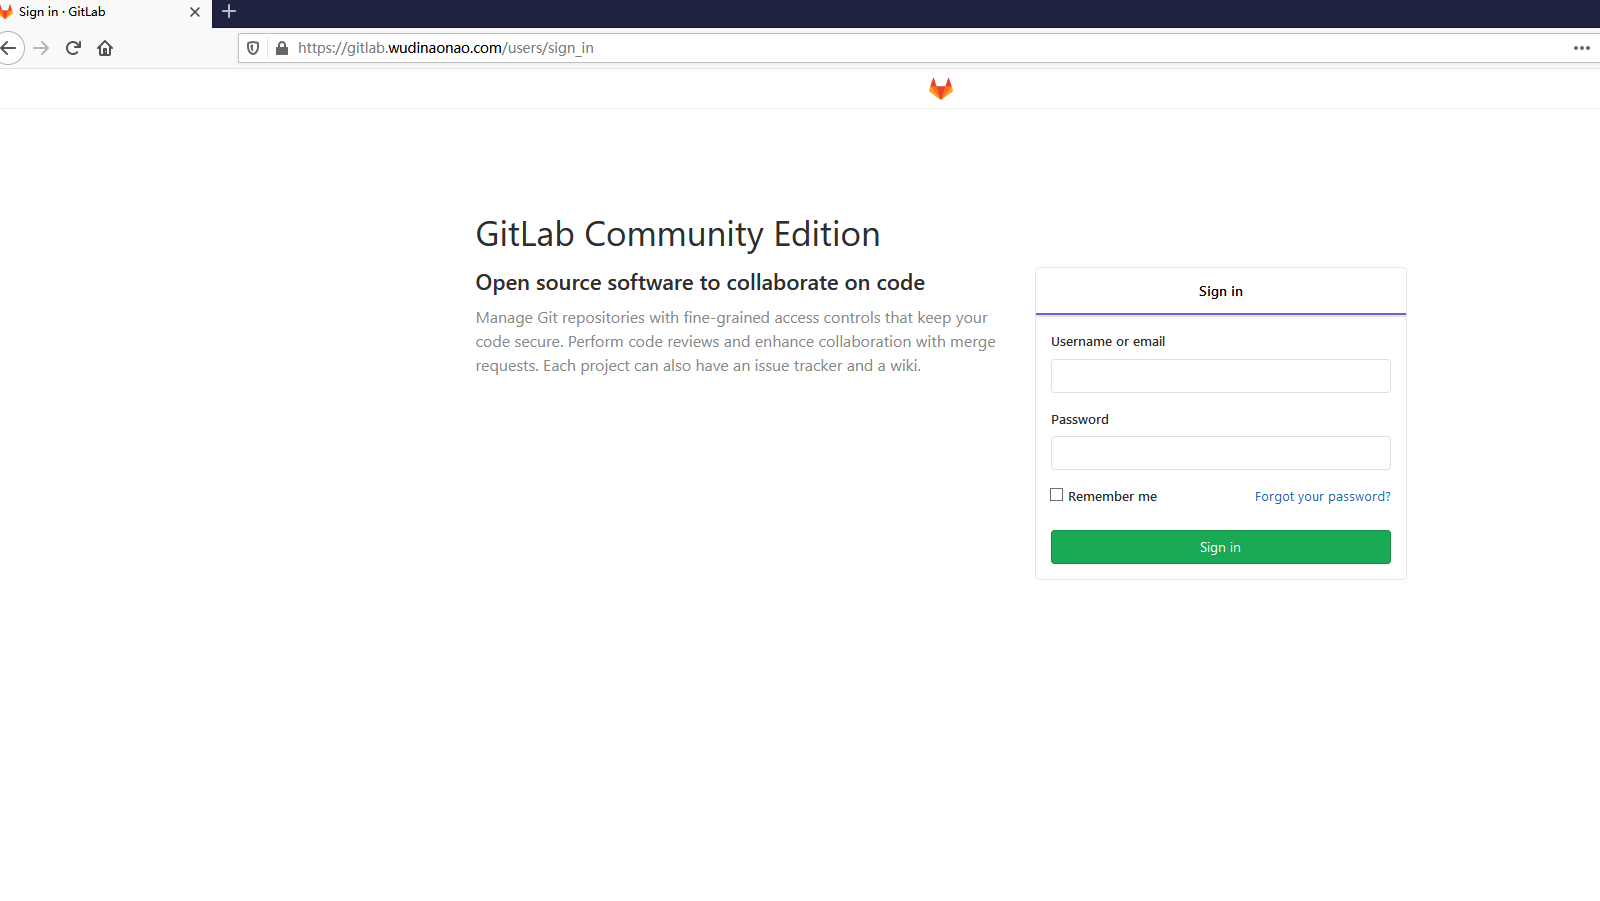 Sign in · GitLab
https://gitlab.wudinaonao.com/users/sign_in
GitLab Community Edition
Open source software to collaborate on code
Manage Git repositories with fine-grained access controls that keep your
code secure. Perform code reviews and enhance collaboration with merge
requests. Each project can also have an issue tracker and a wiki.
Sign in
Username or email
Password
Remember me
Forgot your password?
Sign in